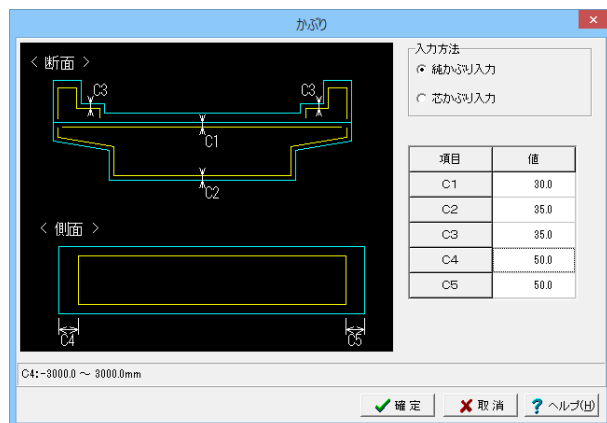 かぶり
< 断面 >
C3
C3
C1
C2
< 側面 >
C4
C5
入力方法
純かぶり入力
芯かぶり入力
項目 値
C1 30.0
C2 35.0
C3 35.0
C4 50.0
C5 50.0
C4:-3000.0 ～ 3000.0mm
確定 取消 ? ヘルプ(H)